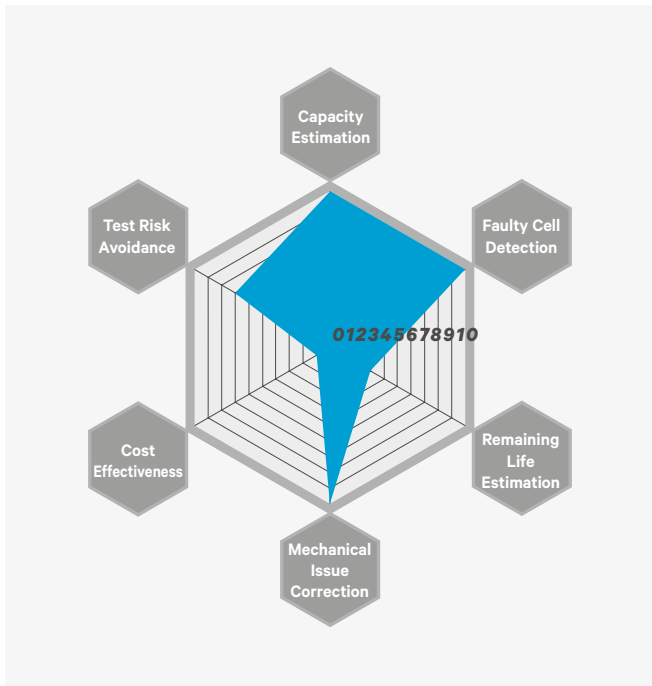 Capacity
Estimation
Test Risk
Avoidance
Faulty Cell
Detection
012345678910
Cost
Effectiveness
Remaining
Life
Estimation
Mechanical
Issue
Correction